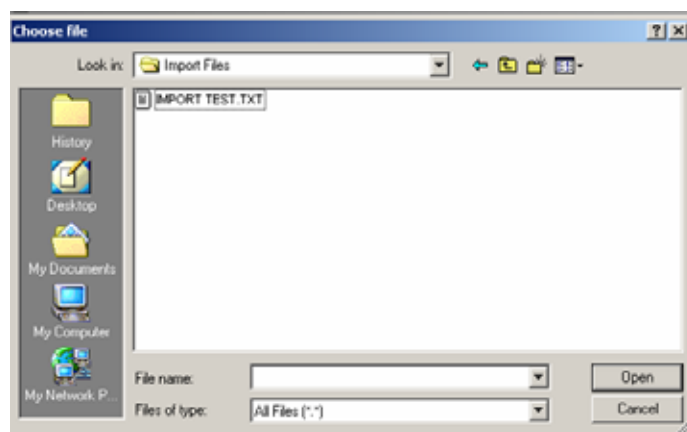 Choose file
Look in: Import Files
IMPORT TEST.TXT
History
Desktop
My Documents
My Computer
My Network P...
File name: Open
Files of type: All Files (*.*) Cancel